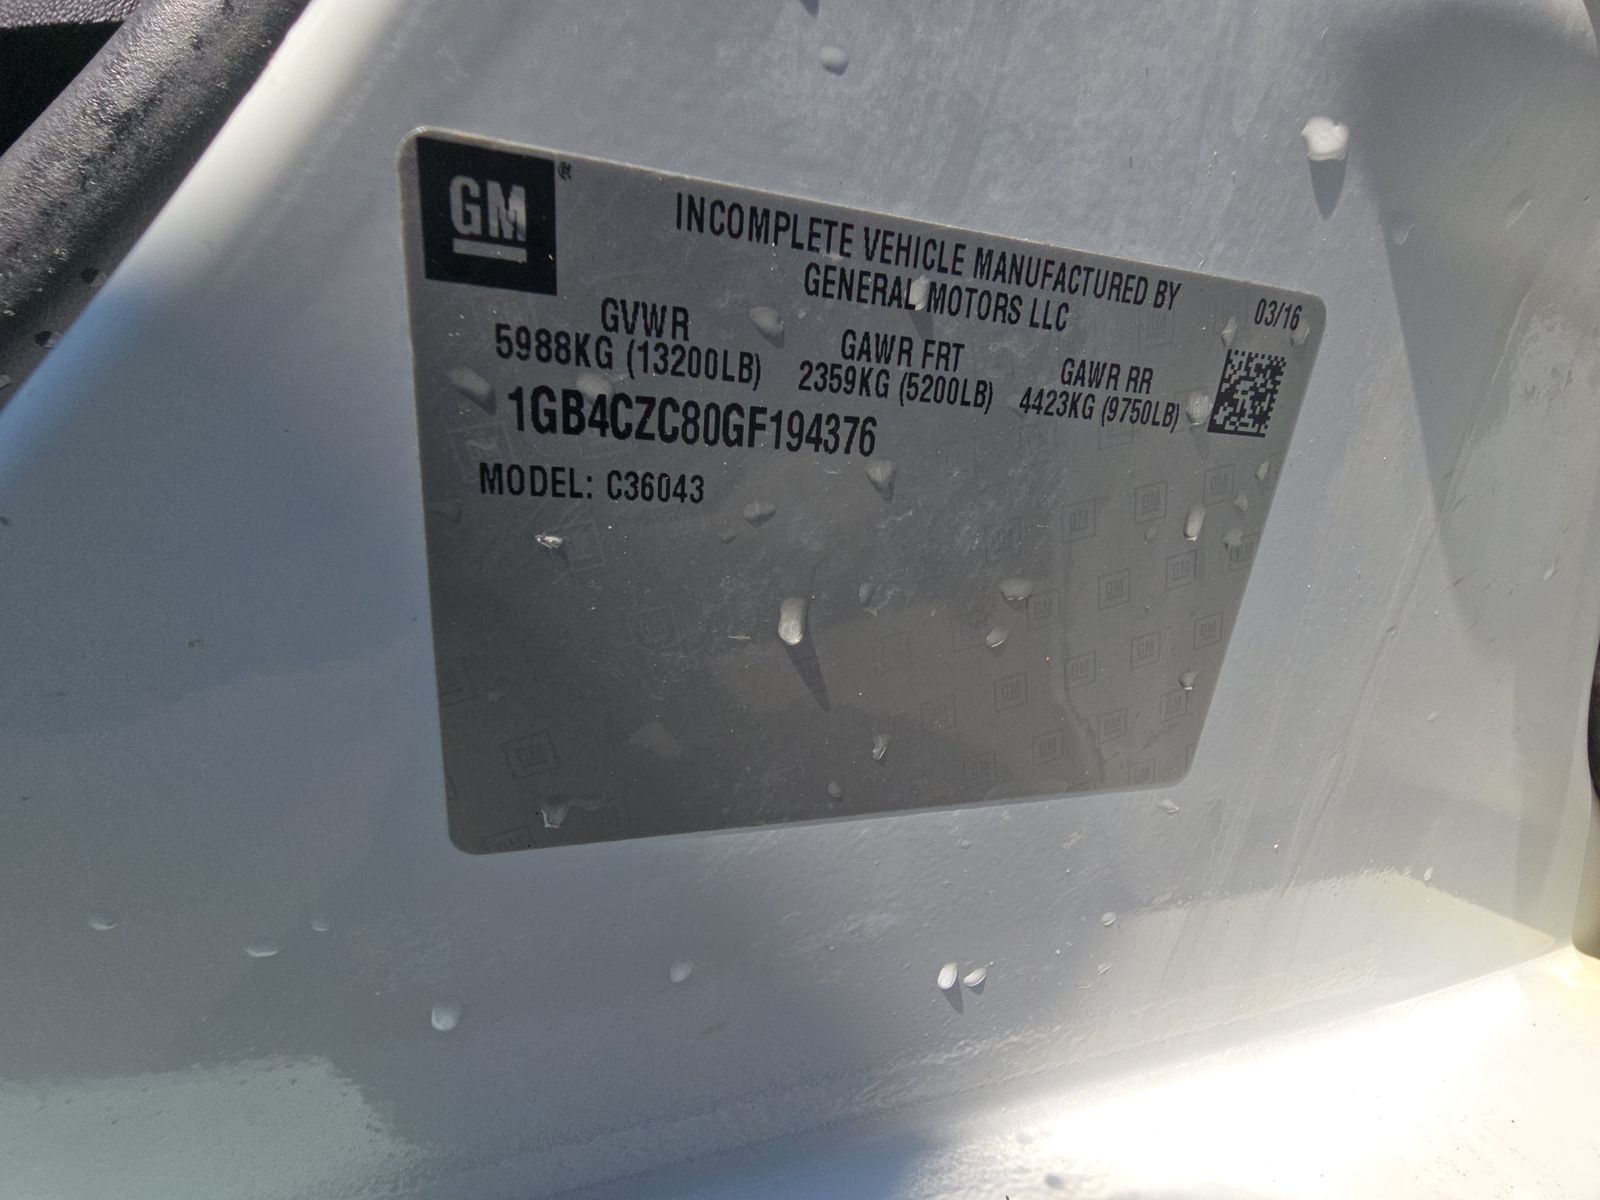 GM®
INCOMPLETE VEHICLE MANUFACTURED BY
GENERAL MOTORS LLC
03/16
GVWR
5988KG (13200LB)
GAWR FRT
2359KG (5200LB)
GAWR RR
4423KG (9750LB)
1GB4CZC80GF194376
MODEL: C36043